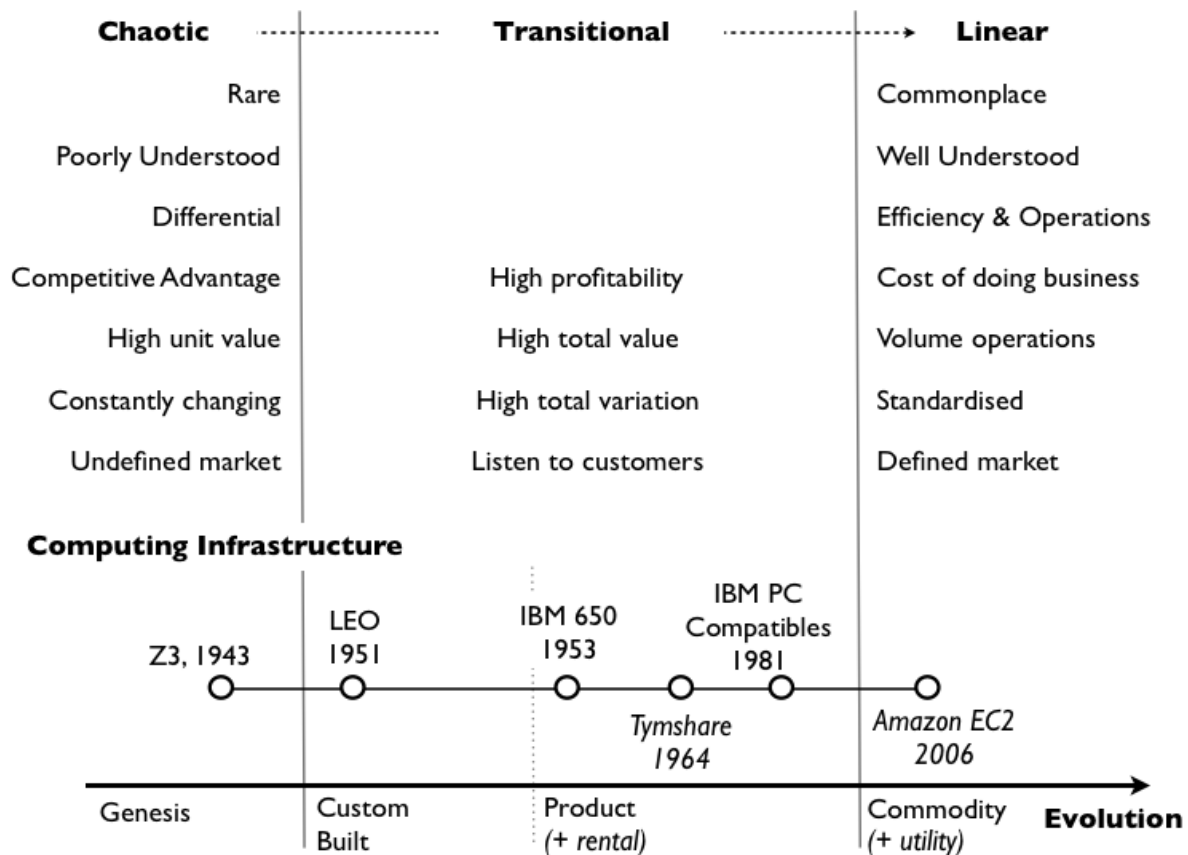 Chaotic Transitional Linear
Rare Commonplace
Poorly Understood Well Understood
Differential Efficiency & Operations
Competitive Advantage High profitability Cost of doing business
High unit value High total value Volume operations
Constantly changing High total variation Standardised
Undefined market Listen to customers Defined market
Computing Infrastructure
Z3, 1943
LEO
1951
IBM 650
1953
Tymshare
1964
IBM PC
Compatibles
1981
Amazon EC2
2006
Genesis
Custom
Built
Product
(+ rental)
Commodity
(+ utility)
Evolution